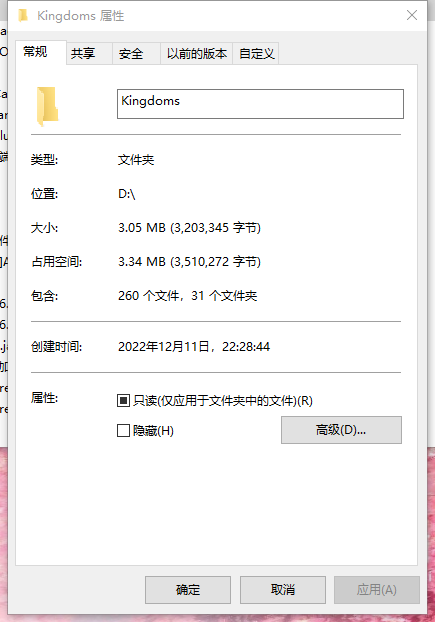 Kingdoms 属性
常规 共享 安全 以前的版本 自定义
Kingdoms
类型: 文件夹
位置: D:\
大小: 3.05 MB (3,203,345 字节)
占用空间: 3.34 MB (3,510,272 字节)
包含: 260 个文件，31 个文件夹
创建时间: 2022年12月11日，22:28:44
属性: 只读(仅应用于文件夹中的文件)(R)
隐藏(H) 高级(D)...
确定 取消 应用(A)